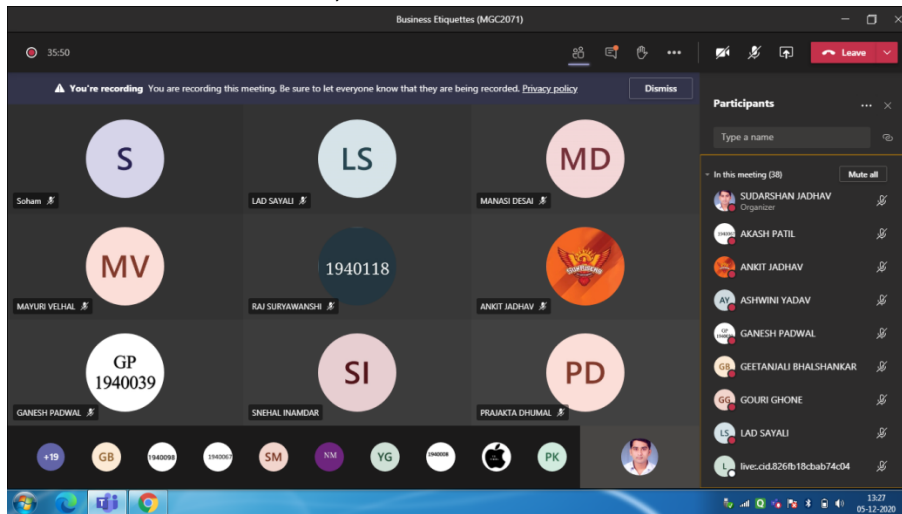 Business Etiquettes (MGC2071)
35:50
Leave
You're recording You are recording this meeting. Be sure to let everyone know that they are being recorded. Privacy policy
Dismiss
S
Soham
LS
LAD SAYALI
MD
MANASI DESAI
MV
MAYURI VELHAL
1940118
RAJ SURYAWANSHI
ANKIT JADHAV
GP
1940039
GANESH PADWAL
SI
SNEHAL INAMDAR
PD
PRAJAKTA DHUMAL
+19
GB
1940098
1940067
SM
NM
YG
PK
Participants
Type a name
In this meeting (38)
Mute all
SUDARSHAN JADHAV
Organizer
AKASH PATIL
ANKIT JADHAV
AY
ASHWINI YADAV
GANESH PADWAL
GB
GEETANJALI BHALSHANKAR
GG
GOURI GHONE
LS
LAD SAYALI
L
live:.cid.826fb18cbab74c04
13:27
05-12-2020